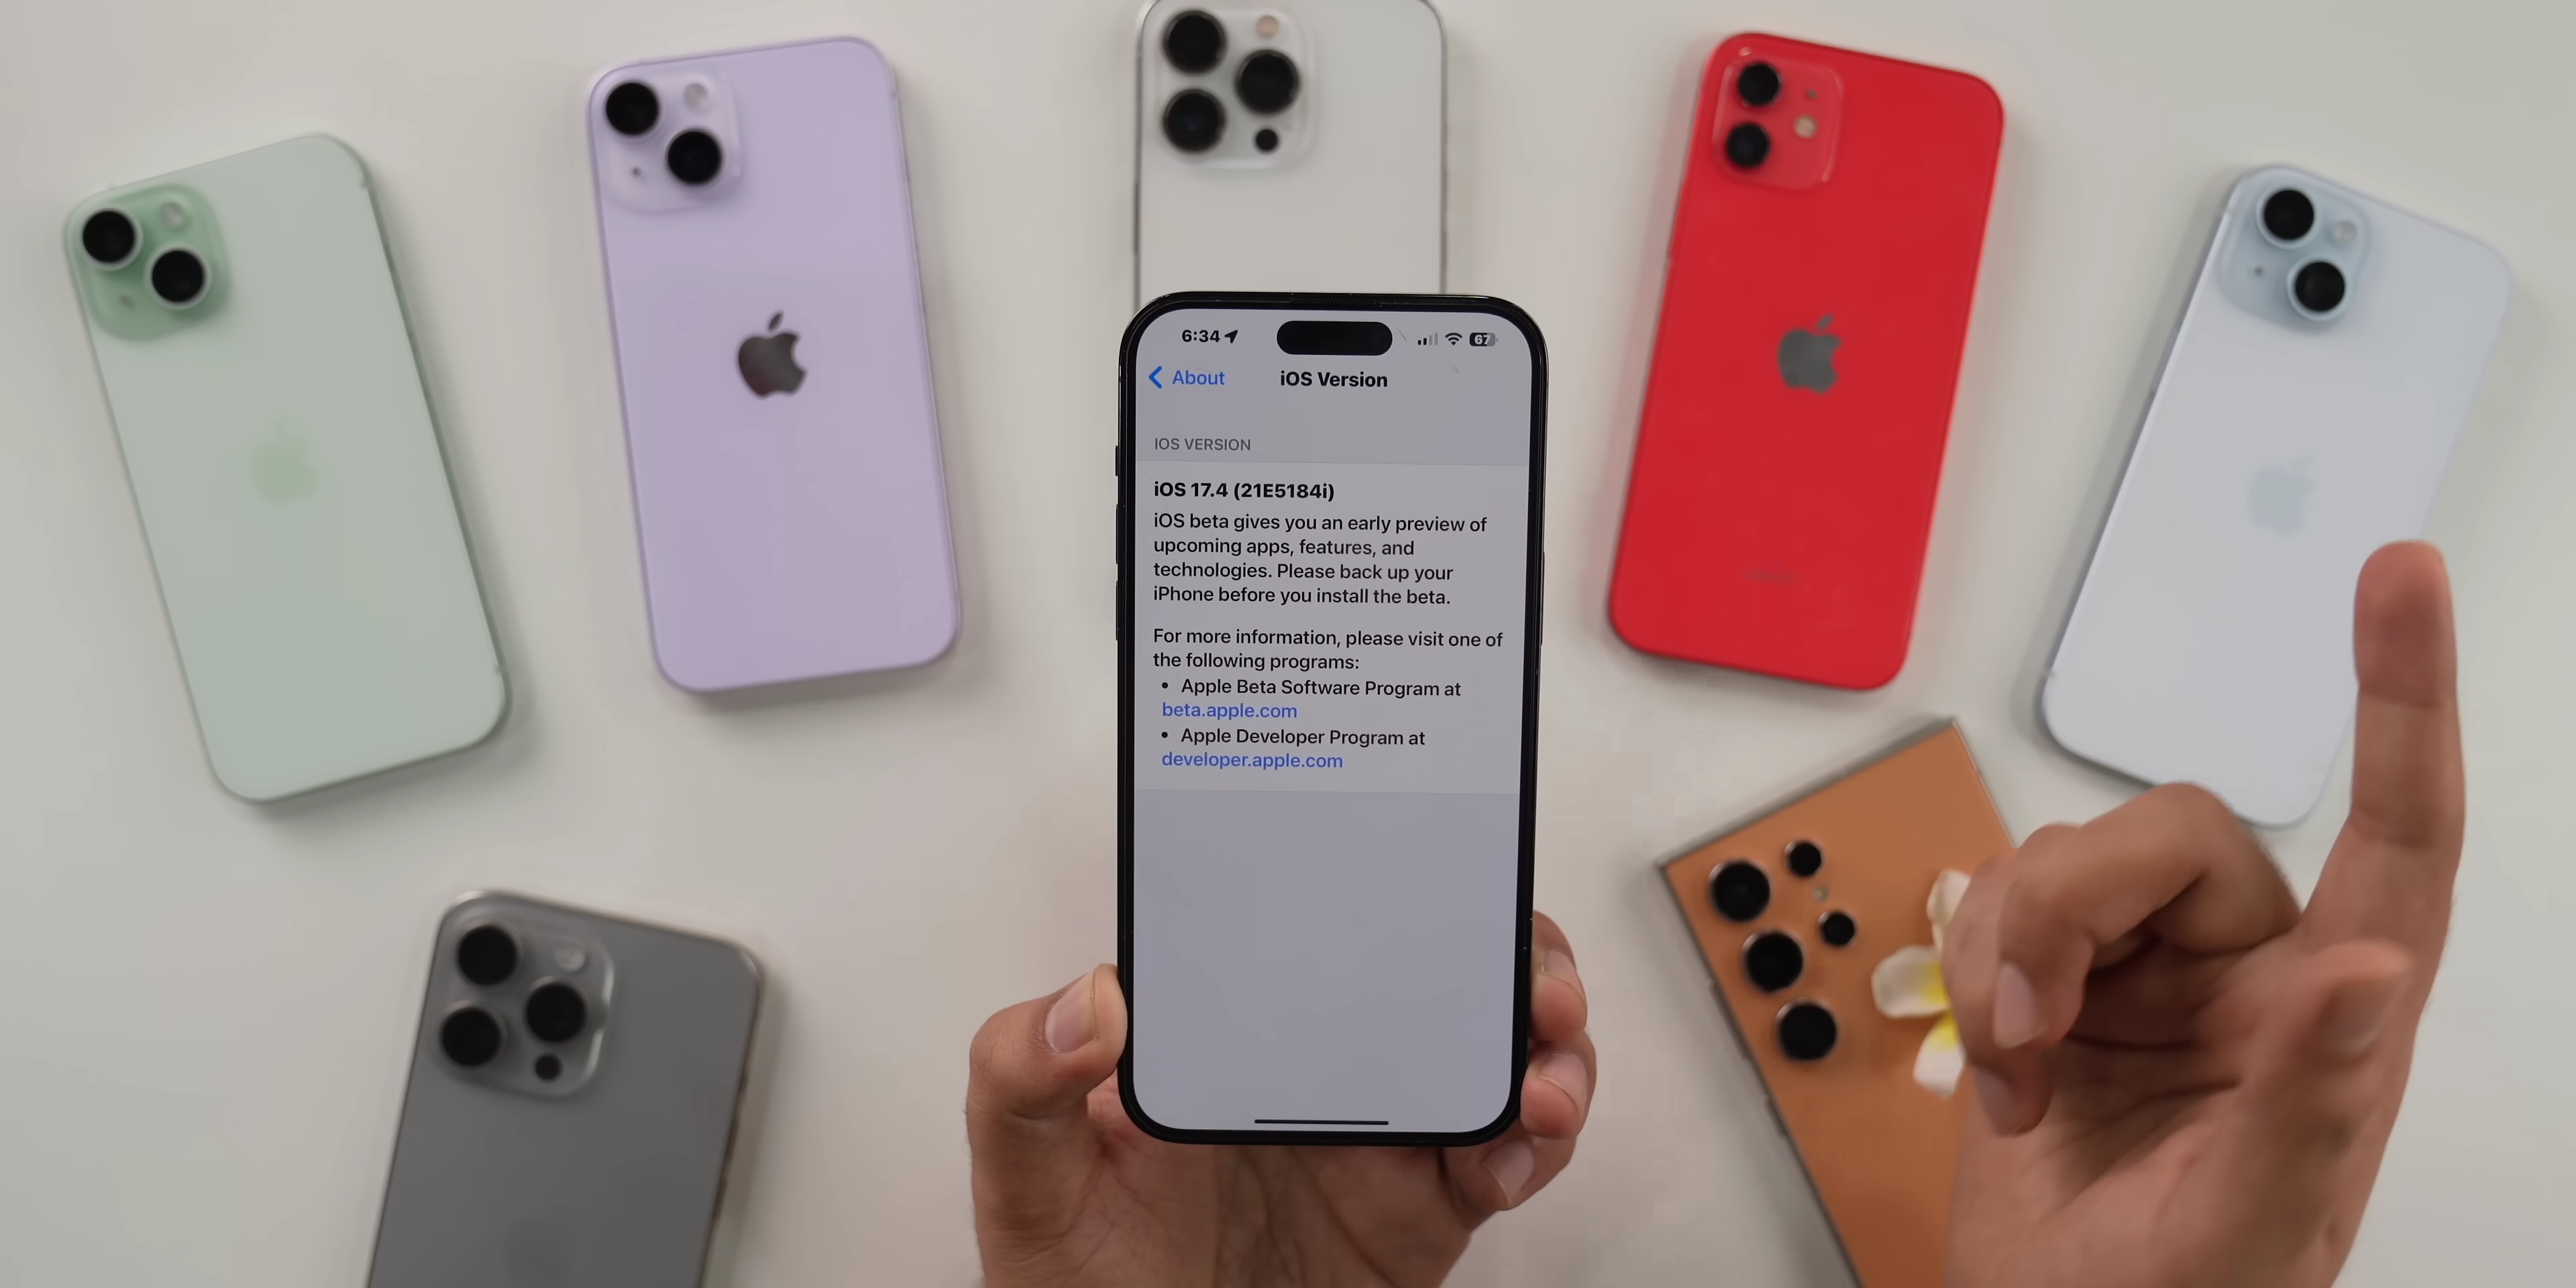 6:34
67
About
iOS Version
IOS VERSION
iOS 17.4 (21E5184i)
iOS beta gives you an early preview of
upcoming apps, features, and
technologies. Please back up your
iPhone before you install the beta.
For more information, please visit one of
the following programs:
• Apple Beta Software Program at
beta.apple.com
• Apple Developer Program at
developer.apple.com